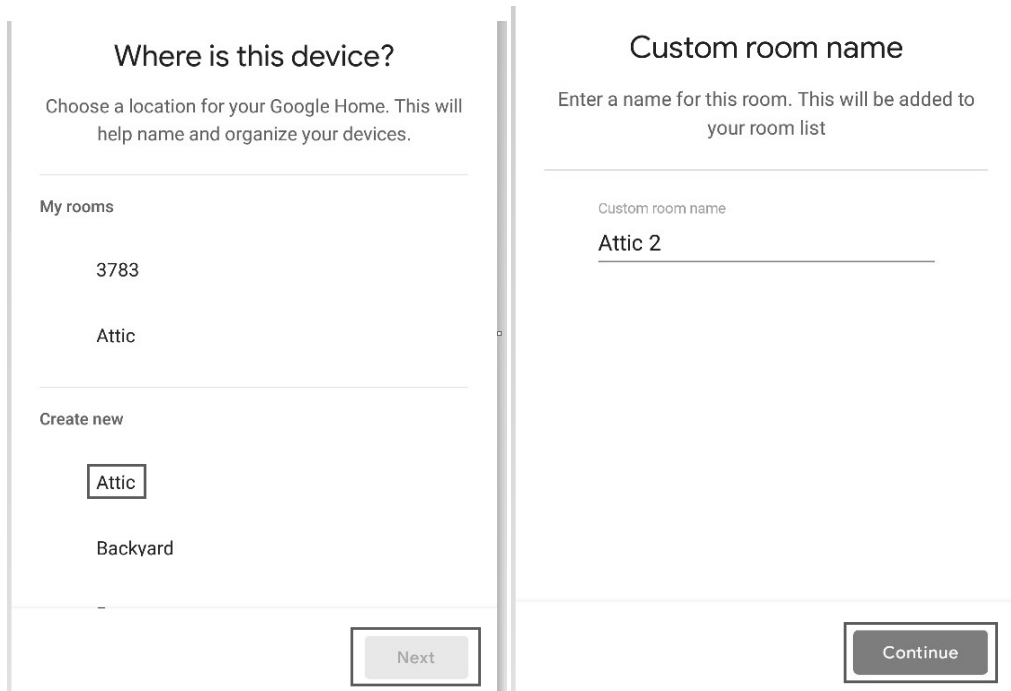 Where is this device?
Choose a location for your Google Home. This will
help name and organize your devices.
My rooms
3783
Attic
Create new
Attic
Backyard
Next
Custom room name
Enter a name for this room. This will be added to
your room list
Custom room name
Attic 2
Continue